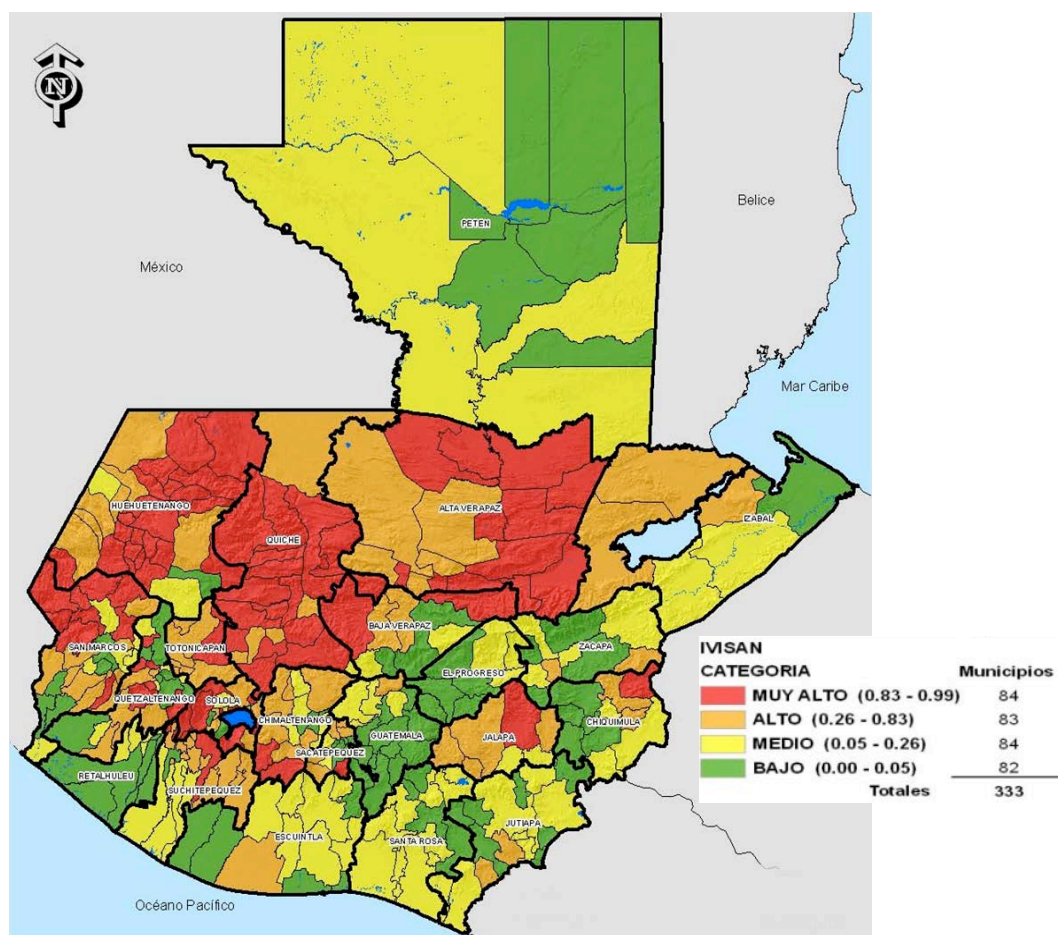 N
Belice
PETEN
México
Mar Caribe
HUEHUETENANGO
ALTA VERAPAZ
IZABAL
QUICHE
BAJA VERAPAZ
SAN MARCOS
TOTONICAPAN
ZACAPA
EL PROGRESO
QUETZALTENANGO
SOLOLA
CHIMALTENANGO
GUATEMALA
CHIQUIMULA
JALAPA
SACATEPEQUEZ
RETALHULEU
SUCHITEPEQUEZ
JUTIAPA
ESCUINTLA
SANTA ROSA
Océano Pacífico
IVISAN
CATEGORIA Municipios
MUY ALTO (0.83 - 0.99) 84
ALTO (0.26 - 0.83) 83
MEDIO (0.05 - 0.26) 84
BAJO (0.00 - 0.05) 82
Totales 333